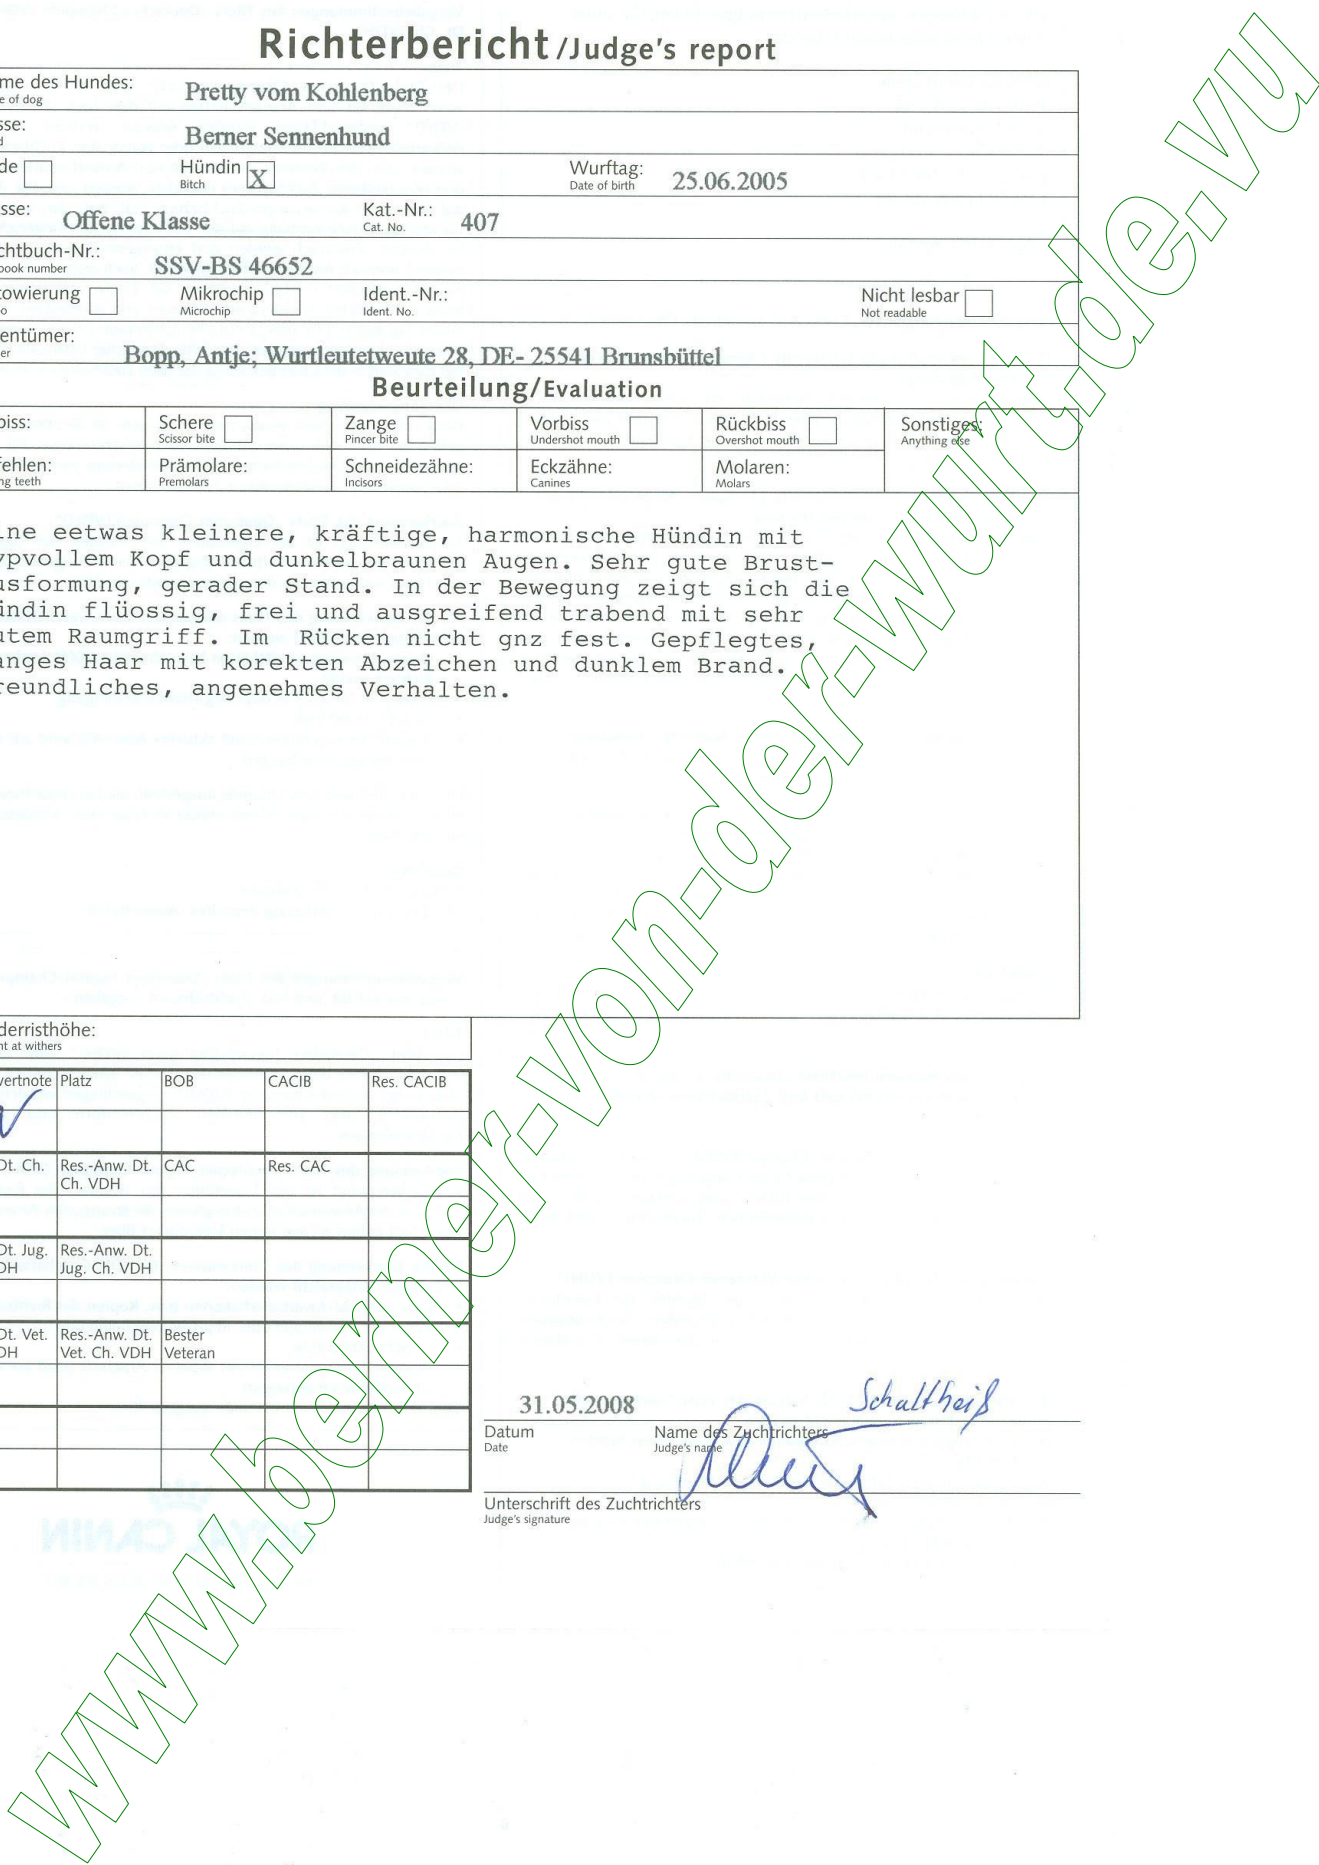 Richterbericht /Judge's report
me des Hundes: Pretty vom Kohlenberg
e of dog
sse: Berner Sennenhund
d
de Hündin X Wurftag: 25.06.2005
Bitch Date of birth
sse: Offene Klasse Kat.-Nr.: 407
Cat. No.
chtbuch-Nr.: SSV-BS 46652
book number
towierung Mikrochip Ident.-Nr.: Nicht lesbar
o Microchip Ident. No. Not readable
entümer: Bopp, Antje; Wurtleutetweute 28, DE- 25541 Brunsbüttel
er
Beurteilung/Evaluation
biss: Schere Zange Vorbiss Rückbiss Sonstiges:
Scissor bite Pincer bite Undershot mouth Overshot mouth Anything else
fehlen: Prämolare: Schneidezähne: Eckzähne: Molaren:
ng teeth Premolars Incisors Canines Molars
ine eetwas kleinere, kräftige, harmonische Hündin mit
ypvollem Kopf und dunkelbraunen Augen. Sehr gute Brust-
usformung, gerader Stand. In der Bewegung zeigt sich die
ündin flüossig, frei und ausgreifend trabend mit sehr
utem Raumgriff. Im Rücken nicht gnz fest. Gepflegtes,
anges Haar mit korekten Abzeichen und dunklem Brand.
reundliches, angenehmes Verhalten.
derristhöhe:
nt at withers
vertnote Platz BOB CACIB Res. CACIB
V
Dt. Ch. Res.-Anw. Dt. CAC Res. CAC
Ch. VDH
Dt. Jug. Res.-Anw. Dt.
DH Jug. Ch. VDH
Dt. Vet. Res.-Anw. Dt. Bester
DH Vet. Ch. VDH Veteran
31.05.2008 Schaltheiß
Datum Name des Zuchtrichters
Date Judge's name
Unterschrift des Zuchtrichters
Judge's signature
ROYAL CANIN
www.berner-von-der-wurt.de.vu